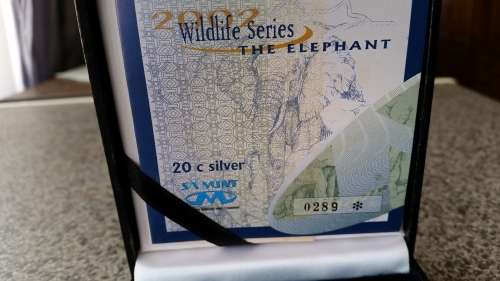 2002
Wildlife Series
THE ELEPHANT
20 c silver
SA MINT
0289 *